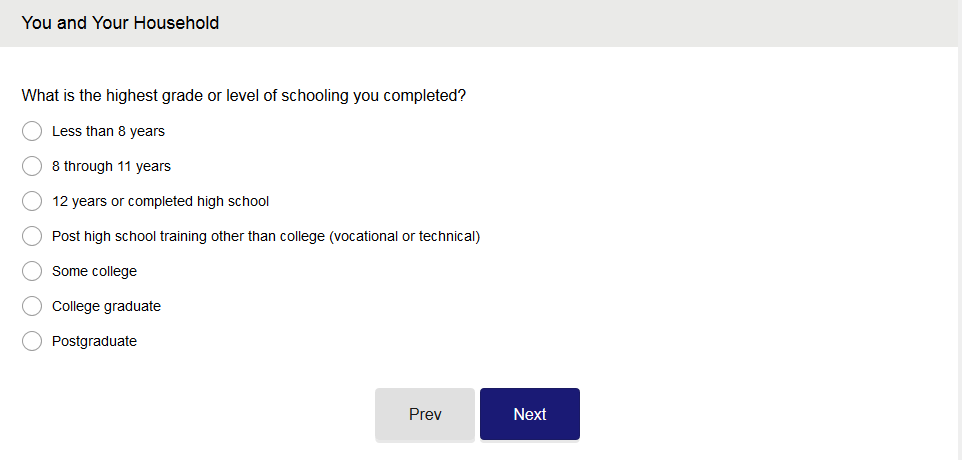 You and Your Household
What is the highest grade or level of schooling you completed?
Less than 8 years
8 through 11 years
12 years or completed high school
Post high school training other than college (vocational or technical)
Some college
College graduate
Postgraduate
Prev Next